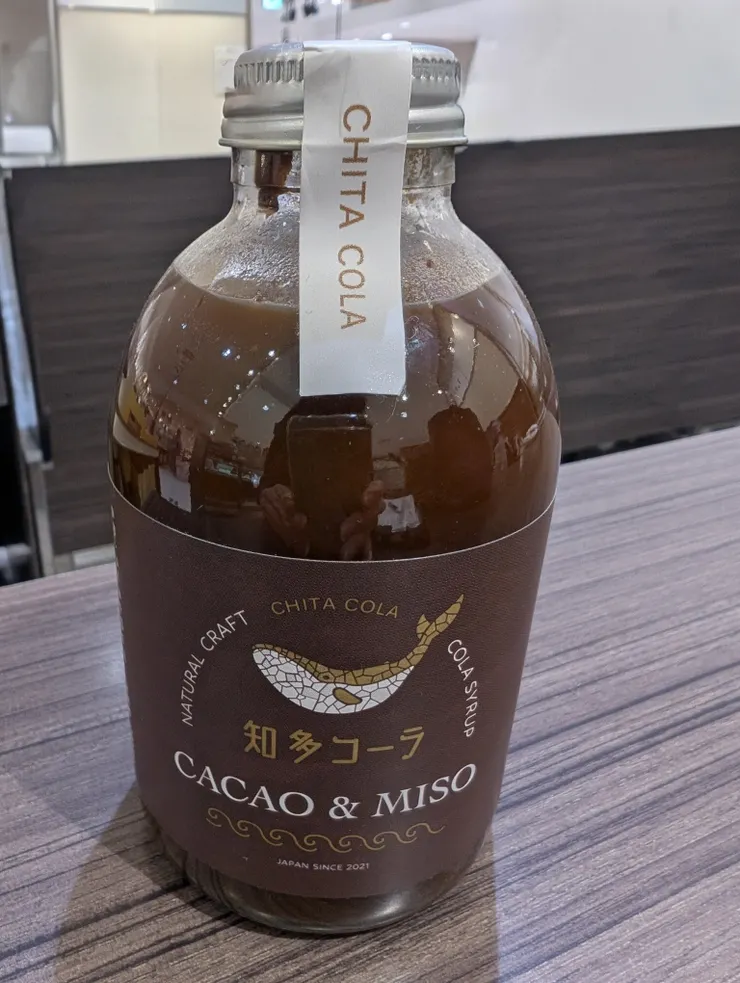 CHITA COLA
CHITA COLA
NATURAL CRAFT
COLA SYRUP
知多コーラ
CACAO & MISO
JAPAN SINCE 2021